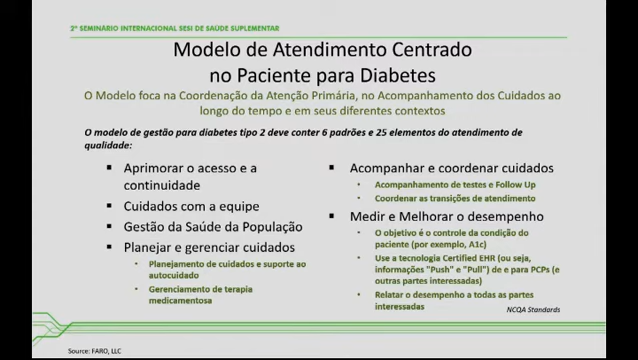 2º SEMINÁRIO INTERNACIONAL SESI DE SAÚDE SUPLEMENTAR
Modelo de Atendimento Centrado
no Paciente para Diabetes
O Modelo foca na Coordenação da Atenção Primária, no Acompanhamento dos Cuidados ao
longo do tempo e em seus diferentes contextos
O modelo de gestão para diabetes tipo 2 deve conter 6 padrões e 25 elementos do atendimento de
qualidade:
Aprimorar o acesso e a
continuidade
Cuidados com a equipe
Gestão da Saúde da População
Planejar e gerenciar cuidados
Planejamento de cuidados e suporte ao
autocuidado
Gerenciamento de terapia
medicamentosa
Acompanhar e coordenar cuidados
Acompanhamento de testes e Follow Up
Coordenar as transições de atendimento
Medir e Melhorar o desempenho
O objetivo é o controle da condição do
paciente (por exemplo, A1c)
Use a tecnologia Certified EHR (ou seja,
informações "Push" e "Pull") de e para PCPs (e
outras partes interessadas)
Relatar o desempenho a todas as partes
interessadas
NCQA Standards
Source: FARO, LLC